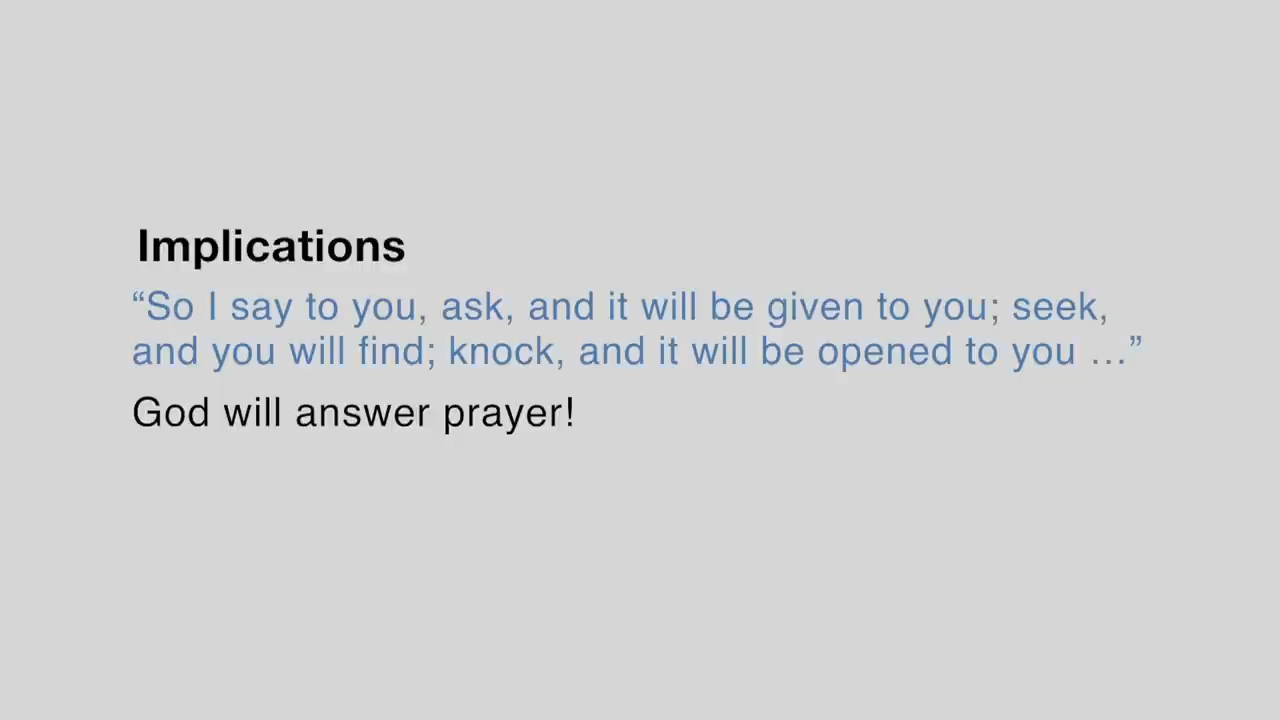 Implications
“So I say to you, ask, and it will be given to you; seek,
and you will find; knock, and it will be opened to you …”
God will answer prayer!